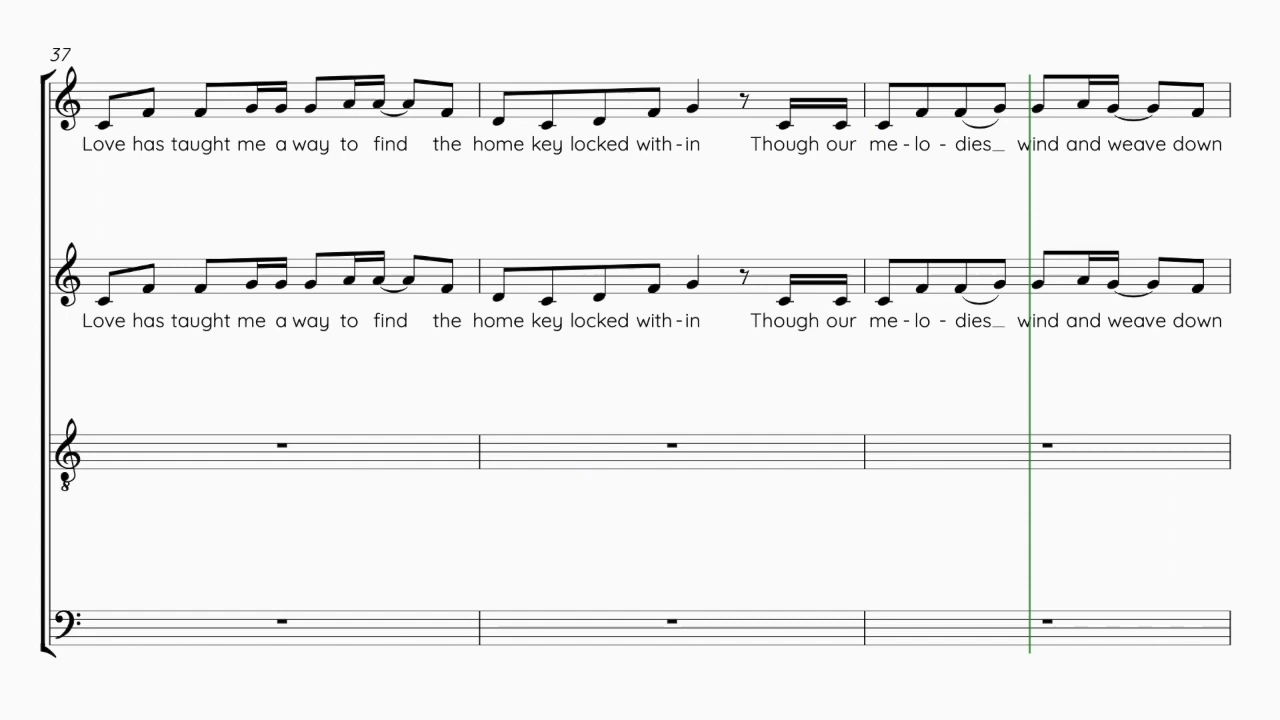 37
Love has taught me a way to find the home key locked with-in Though our me-lo-dies_ wind and weave down
Love has taught me a way to find the home key locked with-in Though our me-lo-dies_ wind and weave down
8